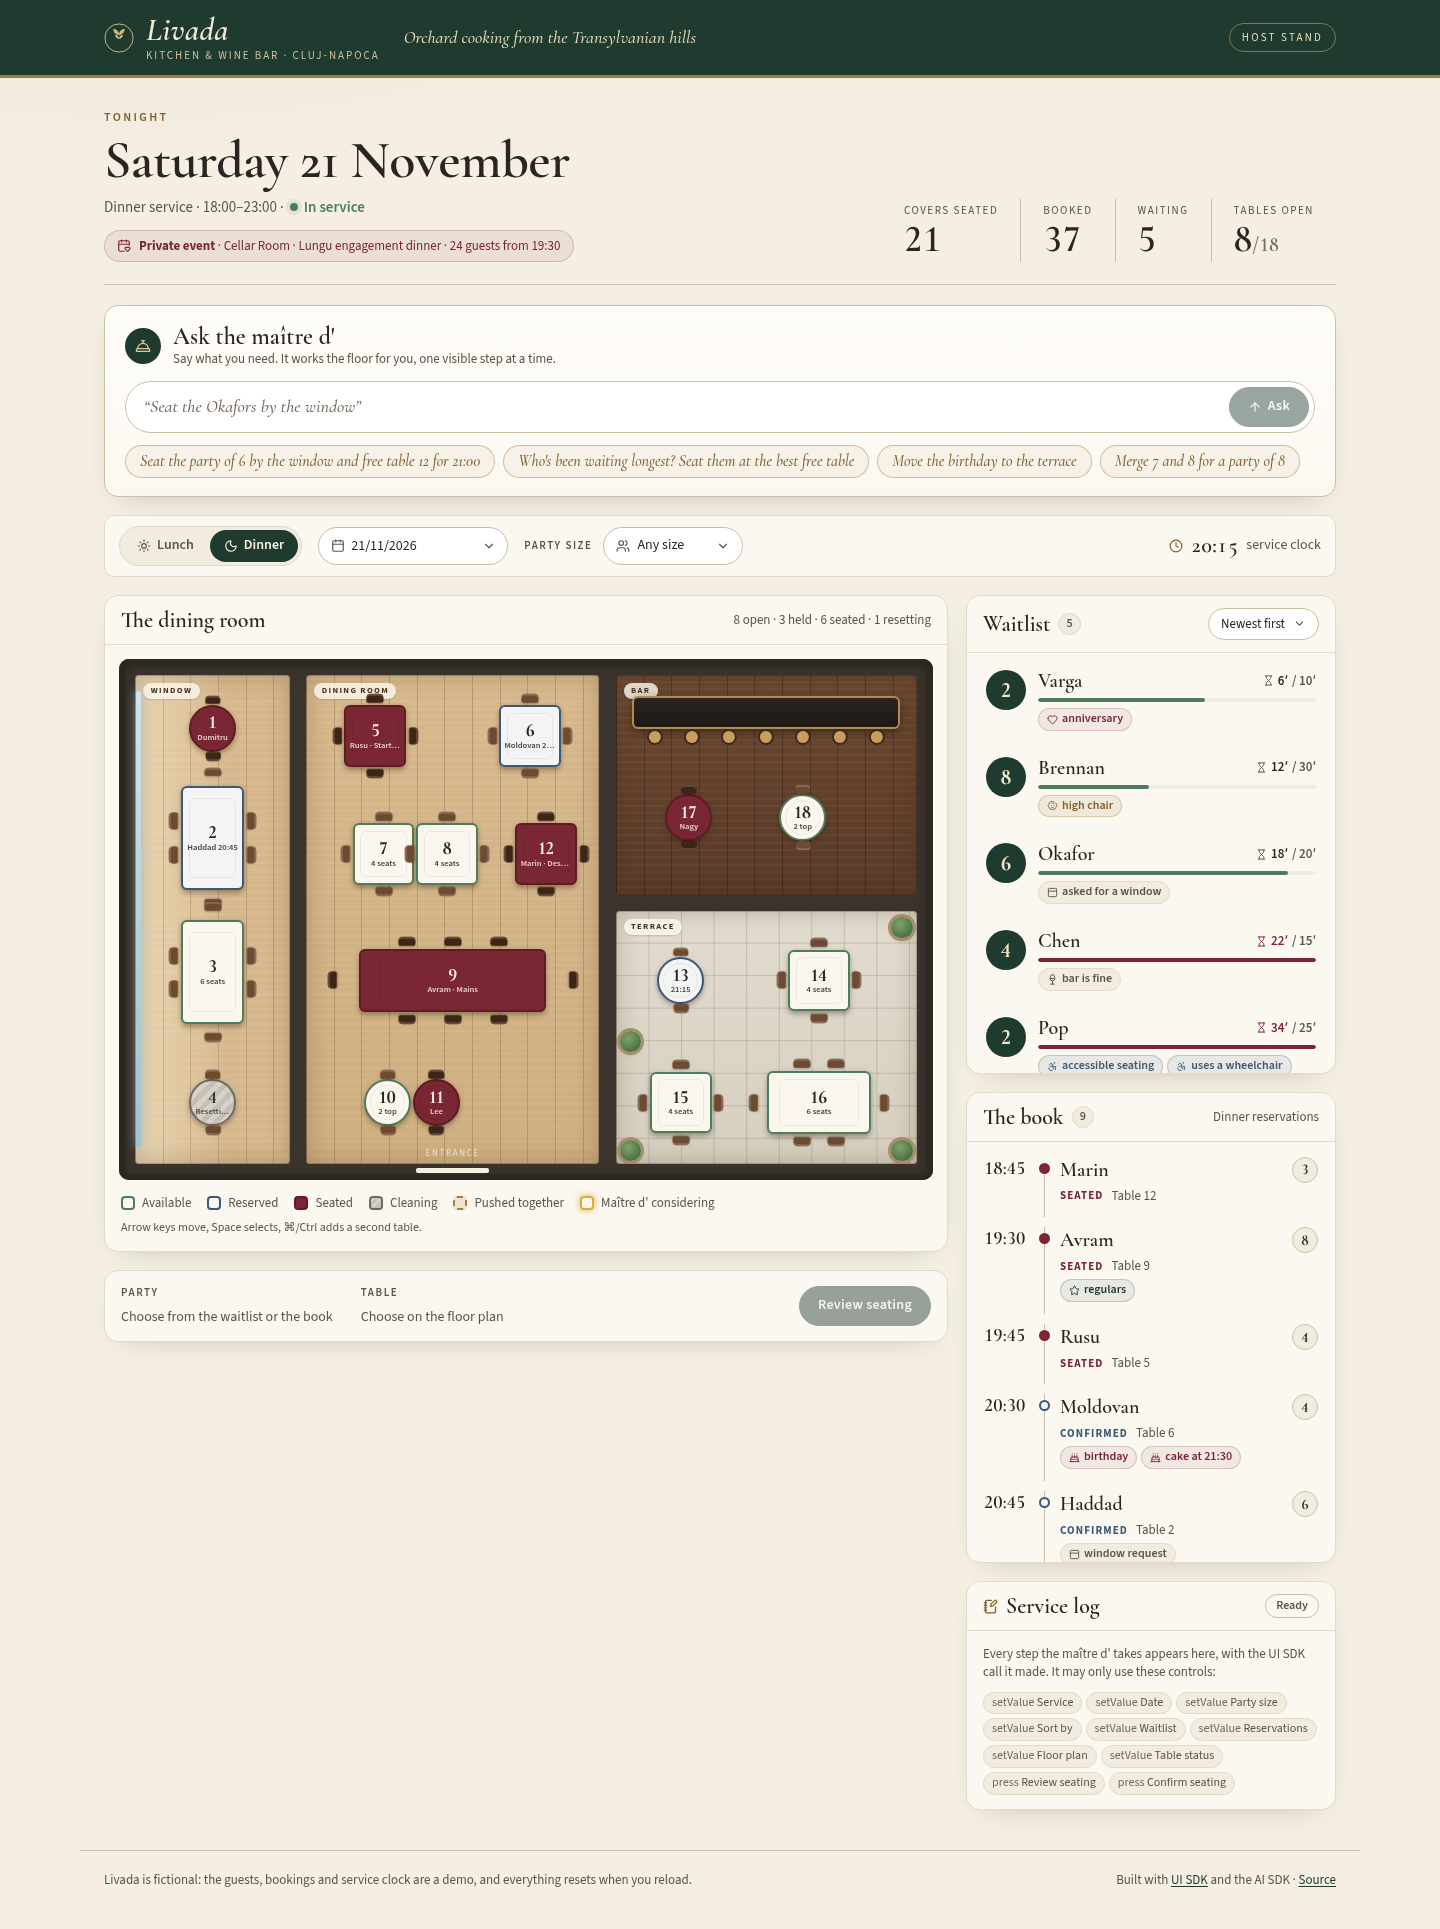 Livada
KITCHEN & WINE BAR · CLUJ-NAPOCA
Orchard cooking from the Transylvanian hills
HOST STAND
TONIGHT
Saturday 21 November
Dinner service · 18:00–23:00 · In service
Private event · Cellar Room · Lungu engagement dinner · 24 guests from 19:30
COVERS SEATED
21
BOOKED
37
WAITING
5
TABLES OPEN
8/18
Ask the maître d'
Say what you need. It works the floor for you, one visible step at a time.
“Seat the Okafors by the window”
Ask
Seat the party of 6 by the window and free table 12 for 21:00
Who's been waiting longest? Seat them at the best free table
Move the birthday to the terrace
Merge 7 and 8 for a party of 8
Lunch
Dinner
21/11/2026
PARTY SIZE
Any size
20:15 service clock
The dining room
8 open · 3 held · 6 seated · 1 resetting
WINDOW
1
Dumitru
2
Haddad 20:45
3
6 seats
4
Resetti…
DINING ROOM
5
Rusu · Start…
6
Moldovan 2…
7
4 seats
8
4 seats
12
Marin · Des…
9
Avram · Mains
10
2 top
11
Lee
ENTRANCE
BAR
17
Nagy
18
2 top
TERRACE
13
21:15
14
4 seats
15
4 seats
16
6 seats
Available
Reserved
Seated
Cleaning
Pushed together
Maître d' considering
Arrow keys move, Space selects, ⌘/Ctrl adds a second table.
PARTY
Choose from the waitlist or the book
TABLE
Choose on the floor plan
Review seating
Waitlist 5
Newest first
2
Varga
6′ / 10′
anniversary
8
Brennan
12′ / 30′
high chair
6
Okafor
18′ / 20′
asked for a window
4
Chen
22′ / 15′
bar is fine
2
Pop
34′ / 25′
accessible seating
uses a wheelchair
The book 9
Dinner reservations
18:45
Marin
3
SEATED Table 12
19:30
Avram
8
SEATED Table 9
regulars
19:45
Rusu
4
SEATED Table 5
20:30
Moldovan
4
CONFIRMED Table 6
birthday
cake at 21:30
20:45
Haddad
6
CONFIRMED Table 2
window request
Service log
Ready
Every step the maître d' takes appears here, with the UI SDK
call it made. It may only use these controls:
setValue Service
setValue Date
setValue Party size
setValue Sort by
setValue Waitlist
setValue Reservations
setValue Floor plan
setValue Table status
press Review seating
press Confirm seating
Livada is fictional: the guests, bookings and service clock are a demo, and everything resets when you reload.
Built with UI SDK and the AI SDK · Source